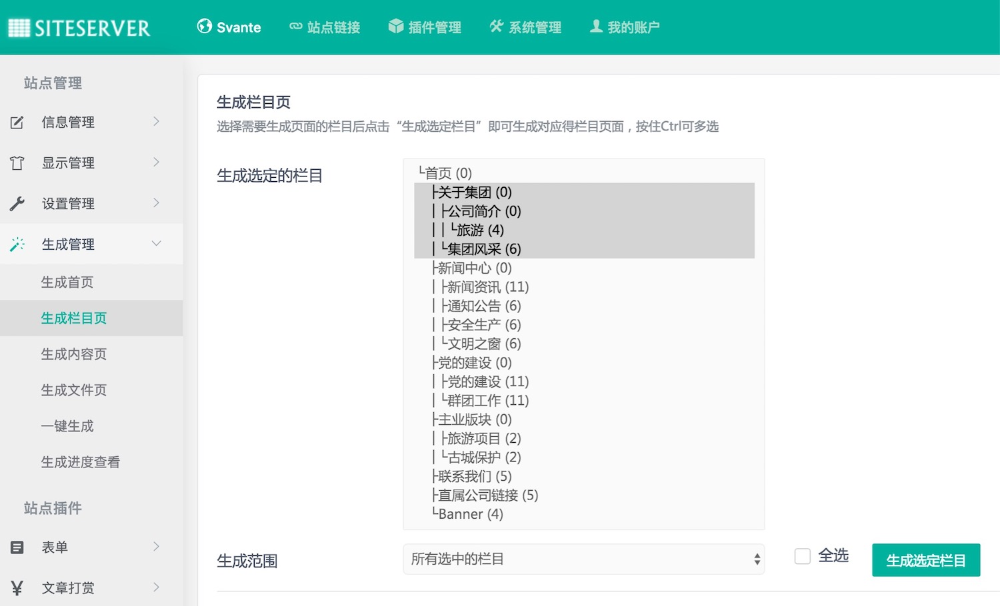 SITESERVER
Svante
站点链接
插件管理
系统管理
我的账户
站点管理
信息管理
显示管理
设置管理
生成管理
生成首页
生成栏目页
生成内容页
生成文件页
一键生成
生成进度查看
站点插件
表单
文章打赏
生成栏目页
选择需要生成页面的栏目后点击“生成选定栏目”即可生成对应得栏目页面，按住Ctrl可多选
生成选定的栏目
└首页 (0)
├关于集团 (0)
│├公司简介 (0)
││└旅游 (4)
│└集团风采 (6)
├新闻中心 (0)
│├新闻资讯 (11)
│├通知公告 (6)
│├安全生产 (6)
│└文明之窗 (6)
├党的建设 (0)
│├党的建设 (11)
│└群团工作 (11)
├主业版块 (0)
│├旅游项目 (2)
│└古城保护 (2)
├联系我们 (5)
├直属公司链接 (5)
└Banner (4)
生成范围
所有选中的栏目
全选
生成选定栏目